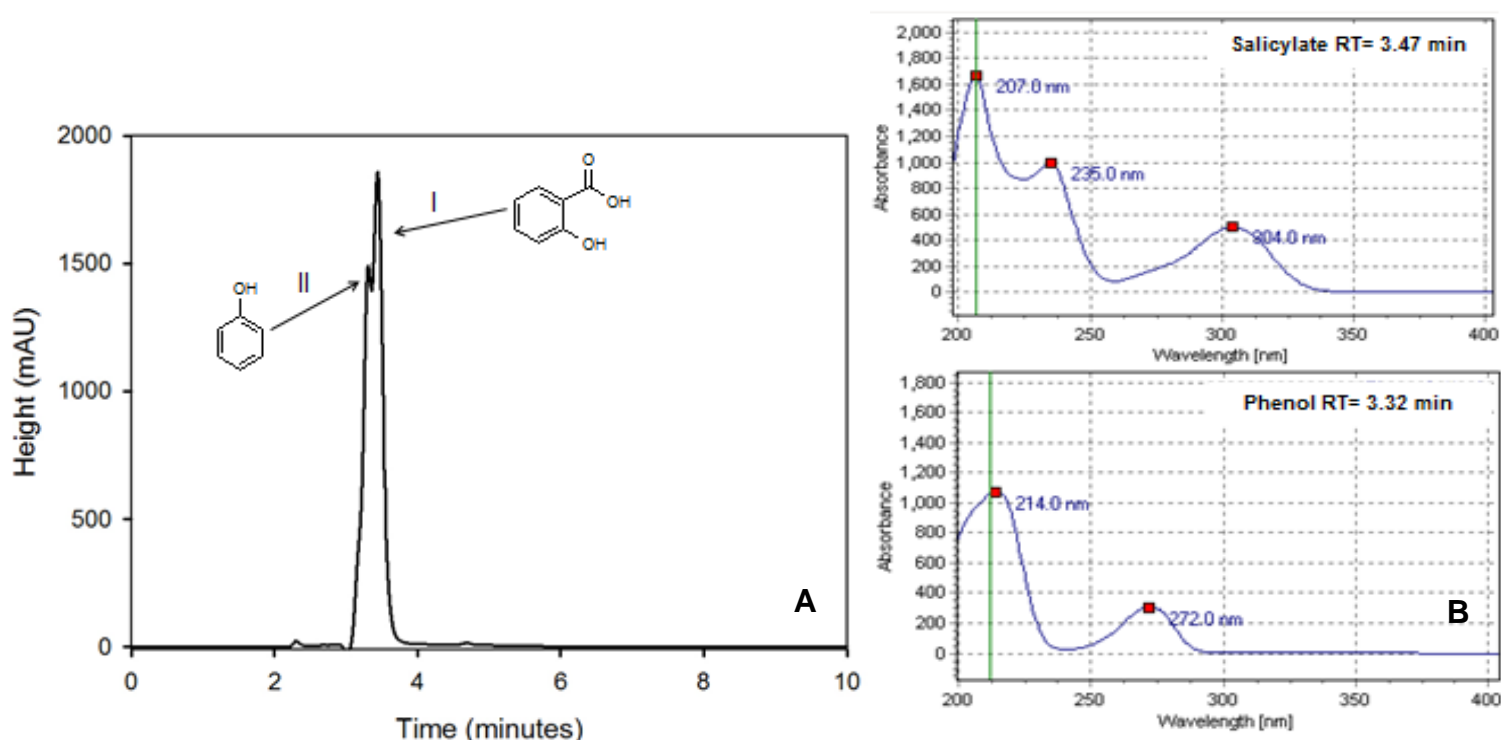 2000
1500
1000
500
0
Height (mAU)
0 2 4 6 8 10
Time (minutes)
I
II
O
OH
OH
OH
A
2,000
1,800
1,600
1,400
1,200
1,000
800
600
400
200
0
Absorbance
Salicylate RT= 3.47 min
207.0 nm
235.0 nm
304.0 nm
200 250 300 350 400
Wavelength [nm]
1,800
1,600
1,400
1,200
1,000
800
600
400
200
0
Absorbance
Phenol RT= 3.32 min
214.0 nm
272.0 nm
B
200 250 300 350 400
Wavelength [nm]